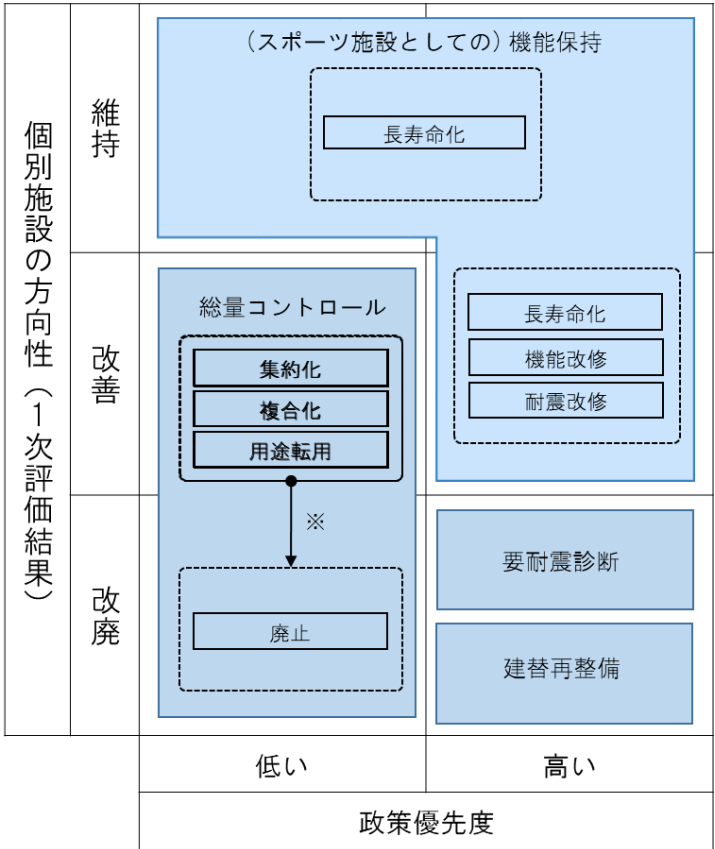 個別施設の方向性（1次評価結果）
維持
(スポーツ施設としての)機能保持
長寿命化
改善
総量コントロール
集約化
複合化
用途転用
※
長寿命化
機能改修
耐震改修
改廃
廃止
要耐震診断
建替再整備
低い
高い
政策優先度